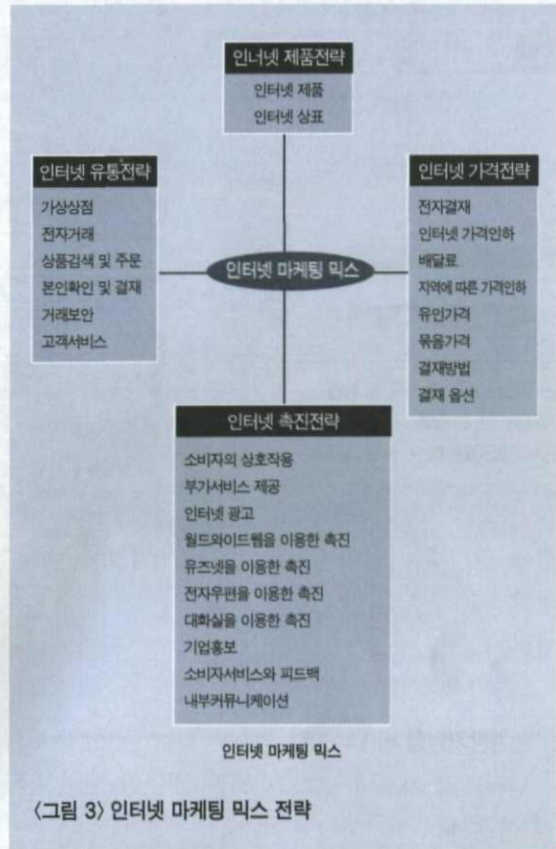 인너넷 제품전략
인터넷 제품
인터넷 상표
인터넷 유통전략
가상상점
전자거래
상품검색 및 주문
본인확인 및 결재
거래보안
고객서비스
인터넷 마케팅 믹스
인터넷 가격전략
전자결재
인터넷 가격인하
배달료
지역에 따른 가격인하
유인가격
묶음가격
결재방법
결재 옵션
인터넷 촉진전략
소비자의 상호작용
부가서비스 제공
인터넷 광고
월드와이드웹을 이용한 촉진
유즈넷을 이용한 촉진
전자우편을 이용한 촉진
대화실을 이용한 촉진
기업홍보
소비자서비스와 피드백
내부커뮤니케이션
인터넷 마케팅 믹스
〈그림 3〉 인터넷 마케팅 믹스 전략